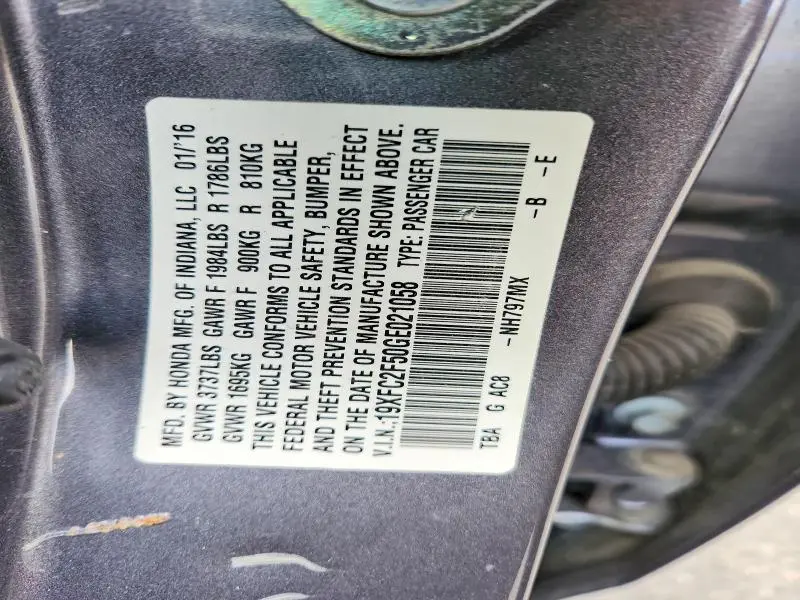 MFD. BY HONDA MFG. OF INDIANA, LLC 01/'16
GVWR 3737LBS GAWR F 1984LBS R 1786LBS
GVWR 1695KG GAWR F 900KG R 810KG
THIS VEHICLE CONFORMS TO ALL APPLICABLE
FEDERAL MOTOR VEHICLE SAFETY, BUMPER,
AND THEFT PREVENTION STANDARDS IN EFFECT
ON THE DATE OF MANUFACTURE SHOWN ABOVE.
V.I.N.:19XFC2F50GE021058 TYPE: PASSENGER CAR
TBA G AC8 -NH797MX -B -E